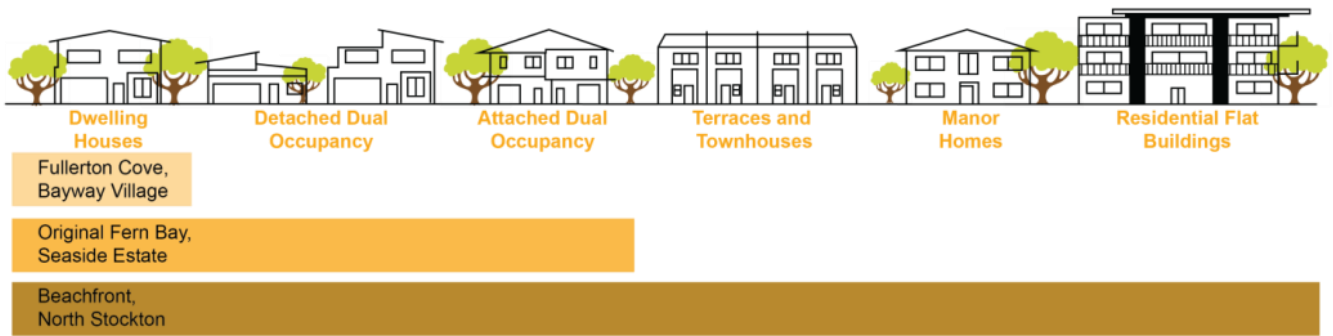 Dwelling
Houses
Detached Dual
Occupancy
Attached Dual
Occupancy
Terraces and
Townhouses
Manor
Homes
Residential Flat
Buildings
Fullerton Cove,
Bayway Village
Original Fern Bay,
Seaside Estate
Beachfront,
North Stockton